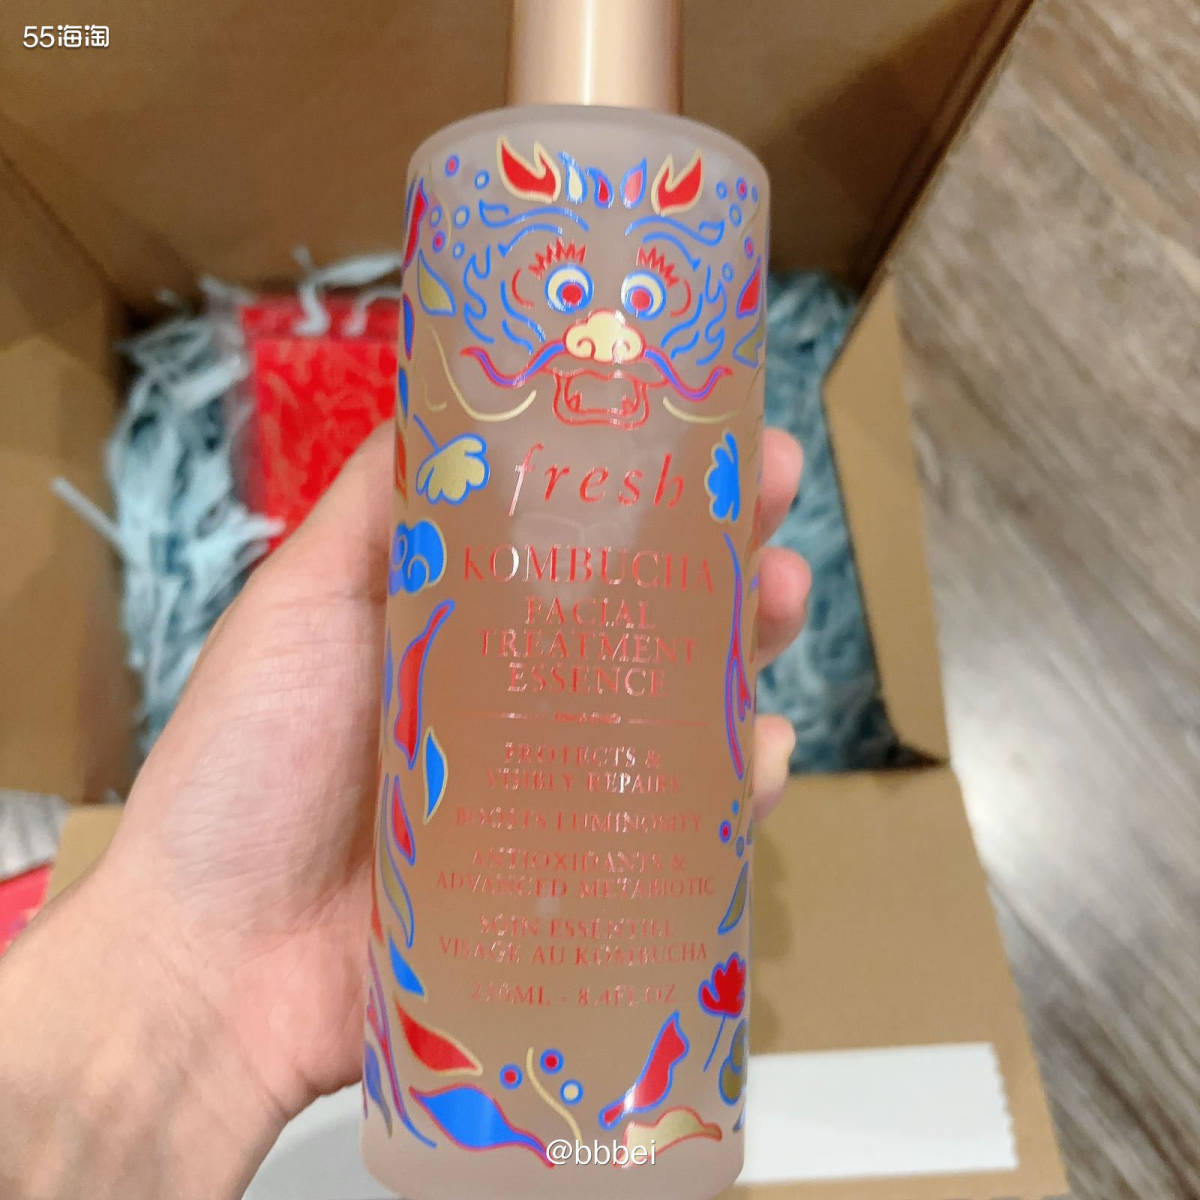 55海淘
fresh
KOMBUCHA
FACIAL
TREATMENT
ESSENCE
PROTECTS &
VISIBLY REPAIRS
BOOSTS LUMINOSITY
ANTIOXIDANTS &
ADVANCED METABIOTIC
SOIN ESSENTIEL
VISAGE AU KOMBUCHA
250ML - 8.4FL OZ
@bbbei